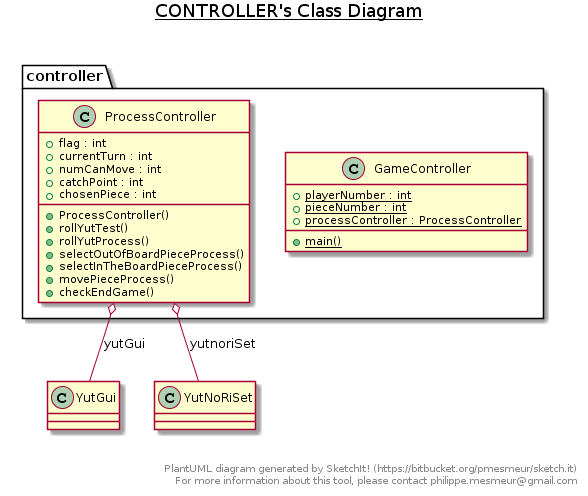 CONTROLLER's Class Diagram
controller
C ProcessController
flag : int
currentTurn : int
numCanMove : int
catchPoint : int
chosenPiece : int
ProcessController()
rollYutTest()
rollYutProcess()
selectOutOfBoardPieceProcess()
selectInTheBoardPieceProcess()
movePieceProcess()
checkEndGame()
C GameController
playerNumber : int
pieceNumber : int
processController : ProcessController
main()
yutGui
yutnoriSet
C YutGui
C YutNoRiSet
PlantUML diagram generated by SketchIt! (https://bitbucket.org/pmesmeur/sketch.it)
For more information about this tool, please contact philippe.mesmeur@gmail.com